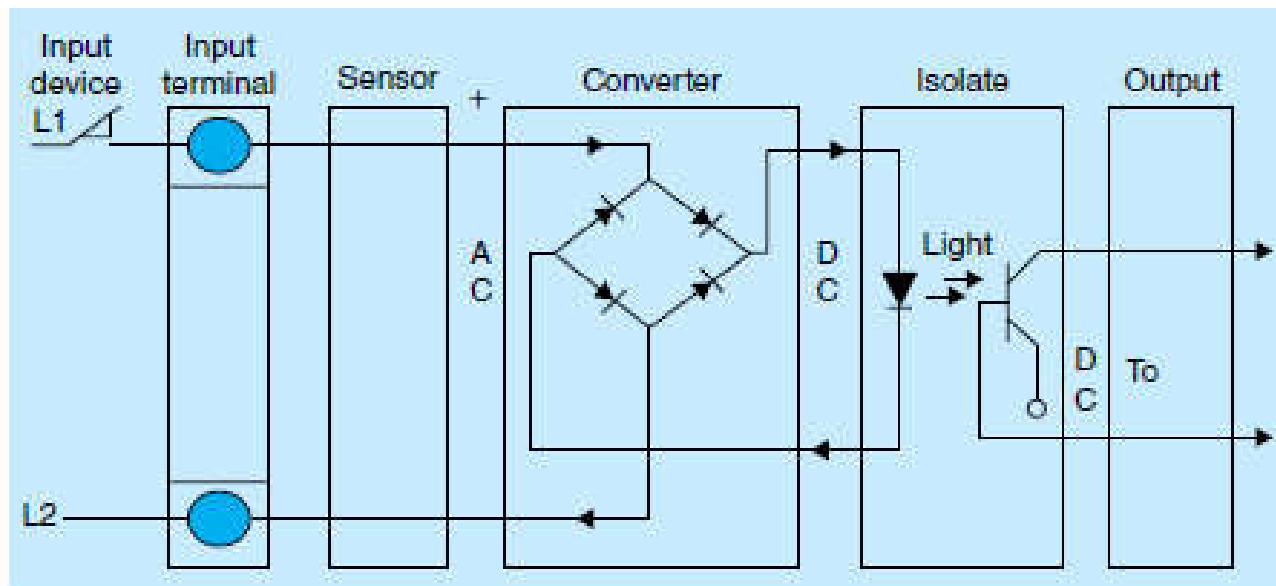 Input
device
Input
terminal
Sensor
+
Converter
Isolate
Output
L1
A
C
D
C
Light
D
C
To
L2